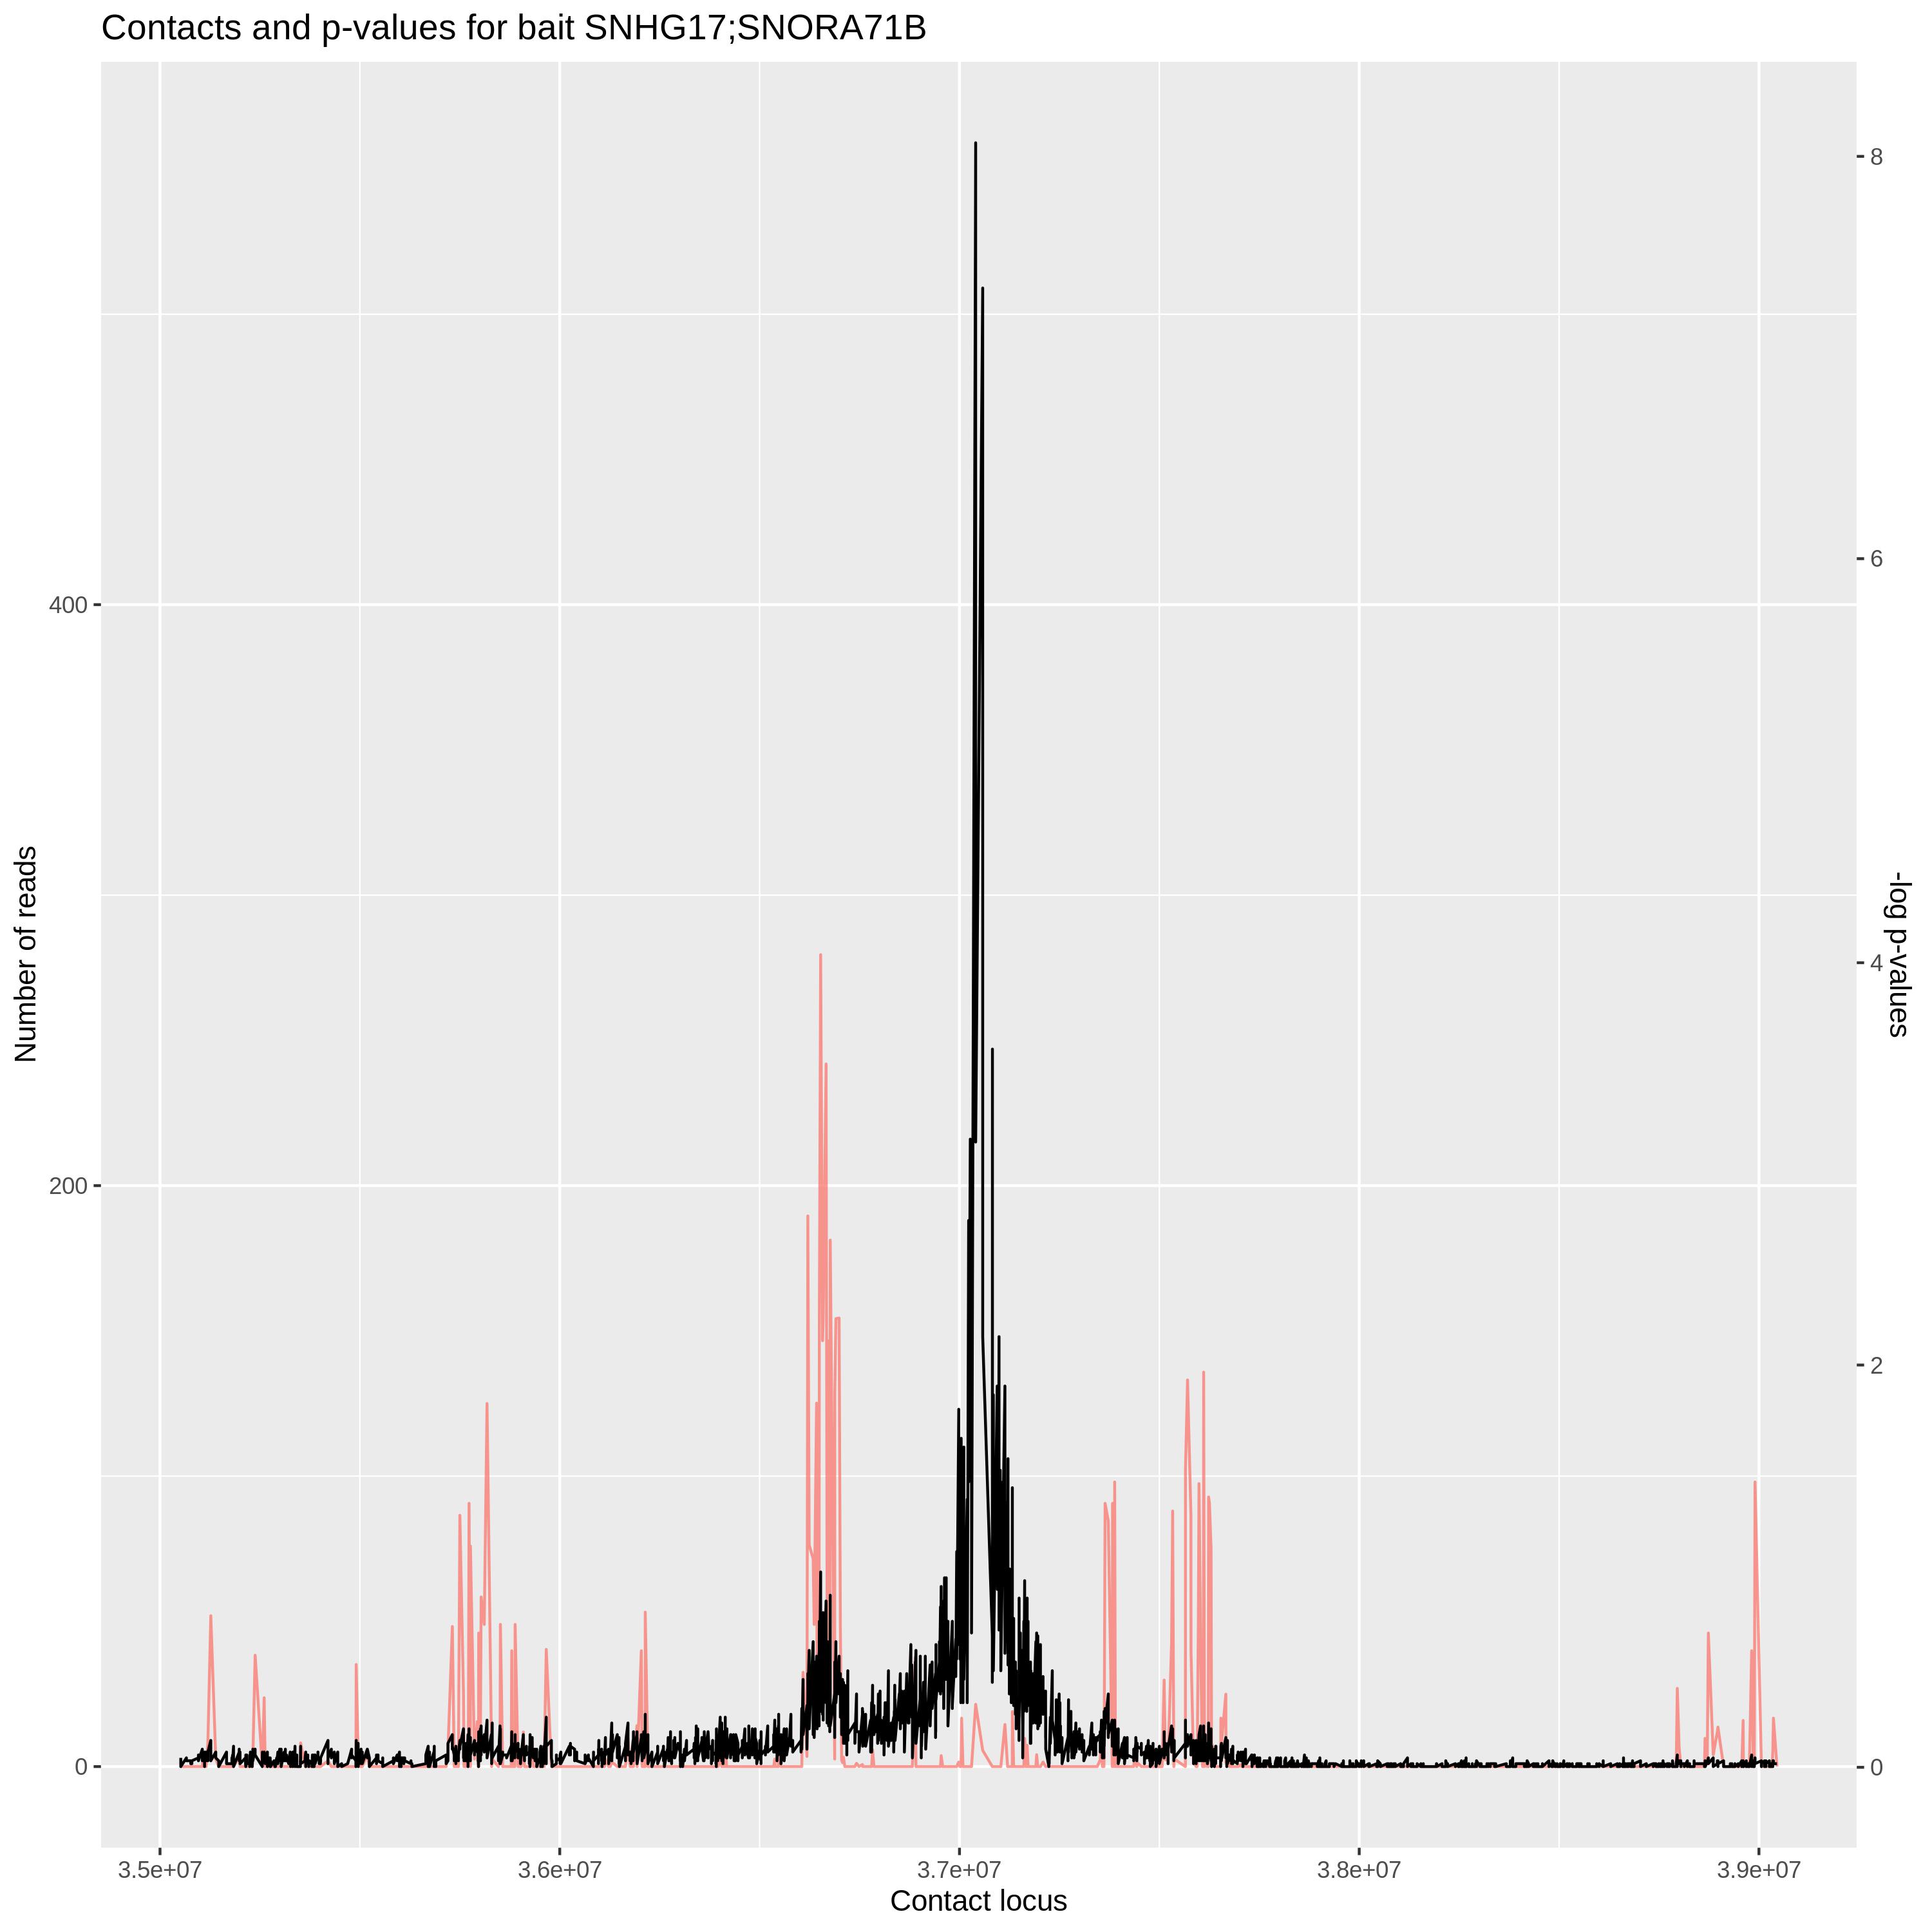 Contacts and p-values for bait SNHG17;SNORA71B
Number of reads
400
200
0
8
6
4
2
0
-log p-values
3.5e+07
3.6e+07
3.7e+07
3.8e+07
3.9e+07
Contact locus